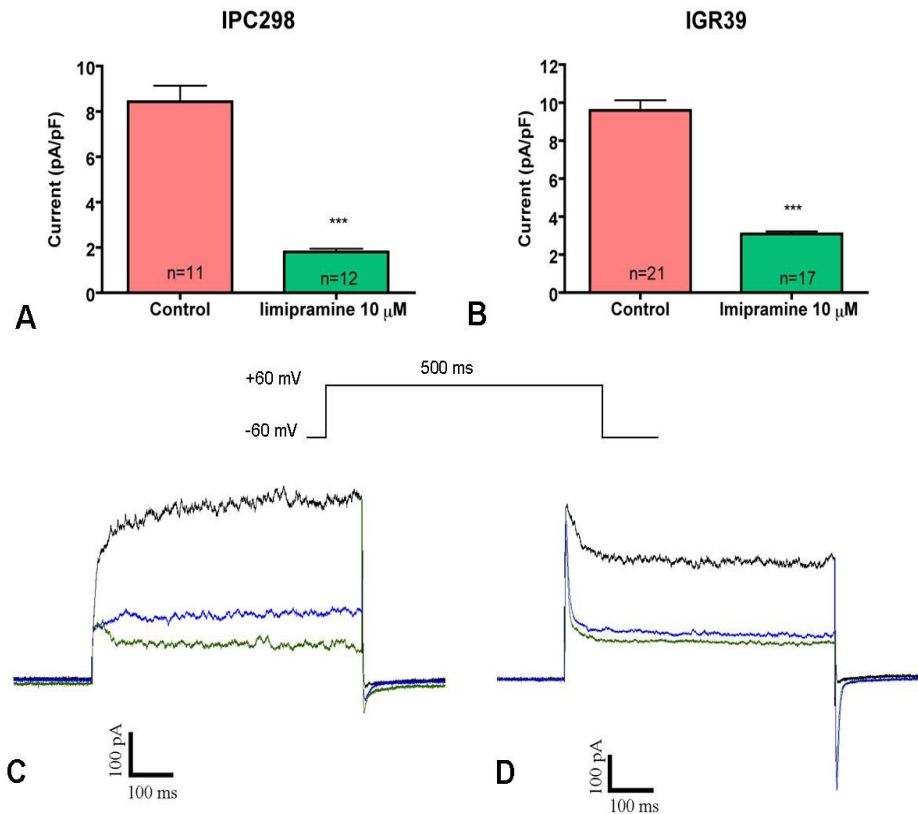 IPC298
IGR39
10
8
6
4
2
0
Current (pA/pF)
***
n=11
n=12
Control
Iimipramine 10 μM
A
12
10
8
6
4
2
0
Current (pA/pF)
***
n=21
n=17
Control
Imipramine 10 μM
B
+60 mV
500 ms
-60 mV
C
100 pA
100 ms
D
100 pA
100 ms